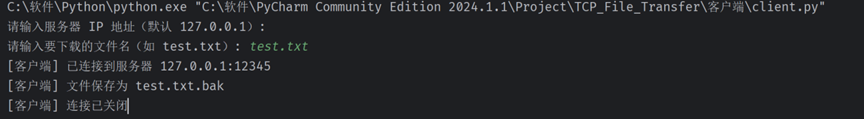 C:\软件\Python\python.exe "C:\软件\PyCharm Community Edition 2024.1.1\Project\TCP_File_Transfer\客户端\client.py"
请输入服务器 IP 地址（默认 127.0.0.1）:
请输入要下载的文件名（如 test.txt）: test.txt
[客户端] 已连接到服务器 127.0.0.1:12345
[客户端] 文件保存为 test.txt.bak
[客户端] 连接已关闭